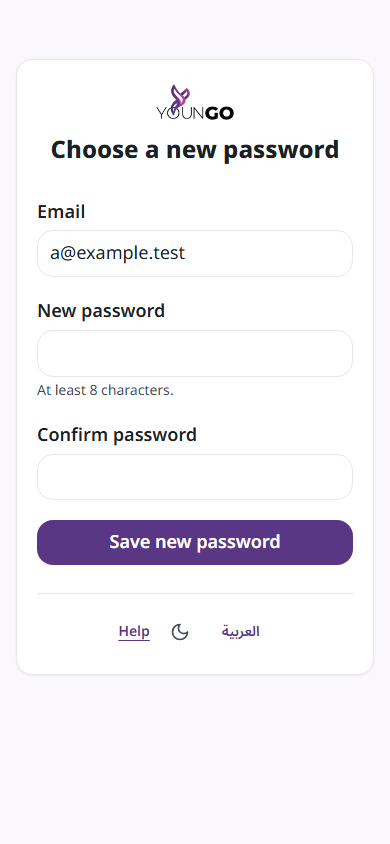 YOUNGO
Choose a new password
Email
a@example.test
New password
At least 8 characters.
Confirm password
Save new password
Help العربية